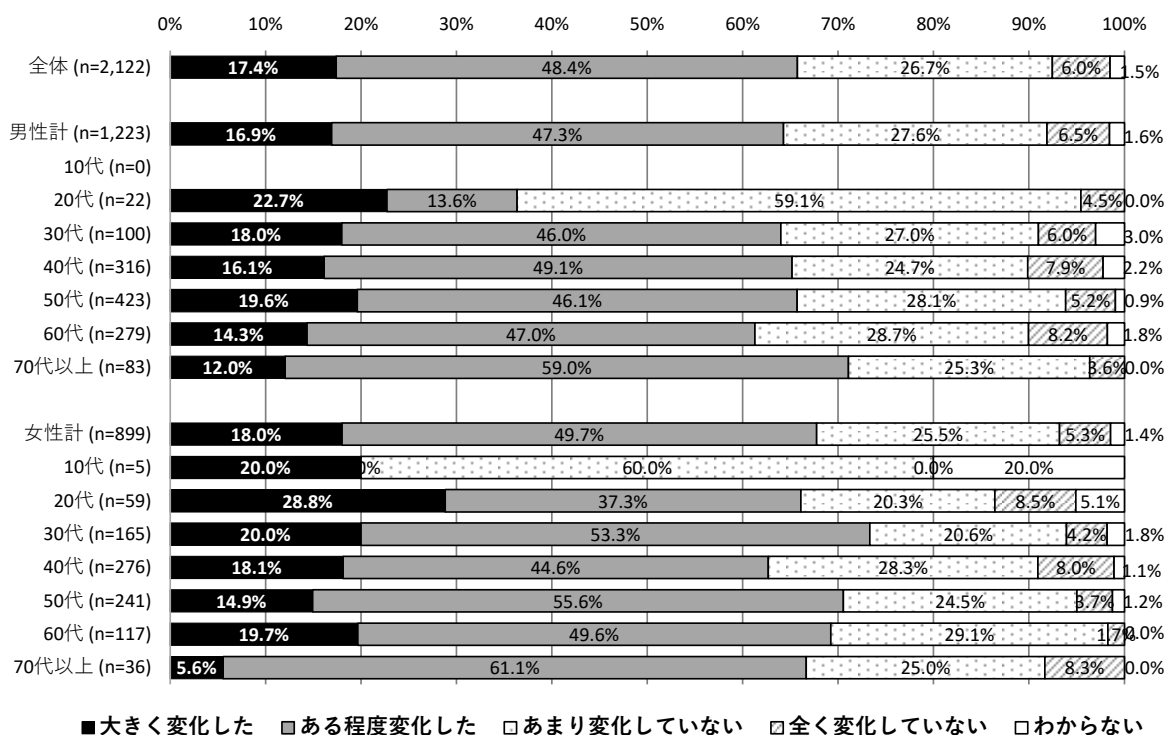 0% 10% 20% 30% 40% 50% 60% 70% 80% 90% 100%
全体 (n=2,122) 17.4% 48.4% 26.7% 6.0% 1.5%
男性計 (n=1,223) 16.9% 47.3% 27.6% 6.5% 1.6%
10代 (n=0)
20代 (n=22) 22.7% 13.6% 59.1% 4.5% 0.0%
30代 (n=100) 18.0% 46.0% 27.0% 6.0% 3.0%
40代 (n=316) 16.1% 49.1% 24.7% 7.9% 2.2%
50代 (n=423) 19.6% 46.1% 28.1% 5.2% 0.9%
60代 (n=279) 14.3% 47.0% 28.7% 8.2% 1.8%
70代以上 (n=83) 12.0% 59.0% 25.3% 3.6% 0.0%
女性計 (n=899) 18.0% 49.7% 25.5% 5.3% 1.4%
10代 (n=5) 20.0% 0% 60.0% 0.0% 20.0%
20代 (n=59) 28.8% 37.3% 20.3% 8.5% 5.1%
30代 (n=165) 20.0% 53.3% 20.6% 4.2% 1.8%
40代 (n=276) 18.1% 44.6% 28.3% 8.0% 1.1%
50代 (n=241) 14.9% 55.6% 24.5% 3.7% 1.2%
60代 (n=117) 19.7% 49.6% 29.1% 1.7% 0.0%
70代以上 (n=36) 5.6% 61.1% 25.0% 8.3% 0.0%
大きく変化した ある程度変化した あまり変化していない 全く変化していない わからない